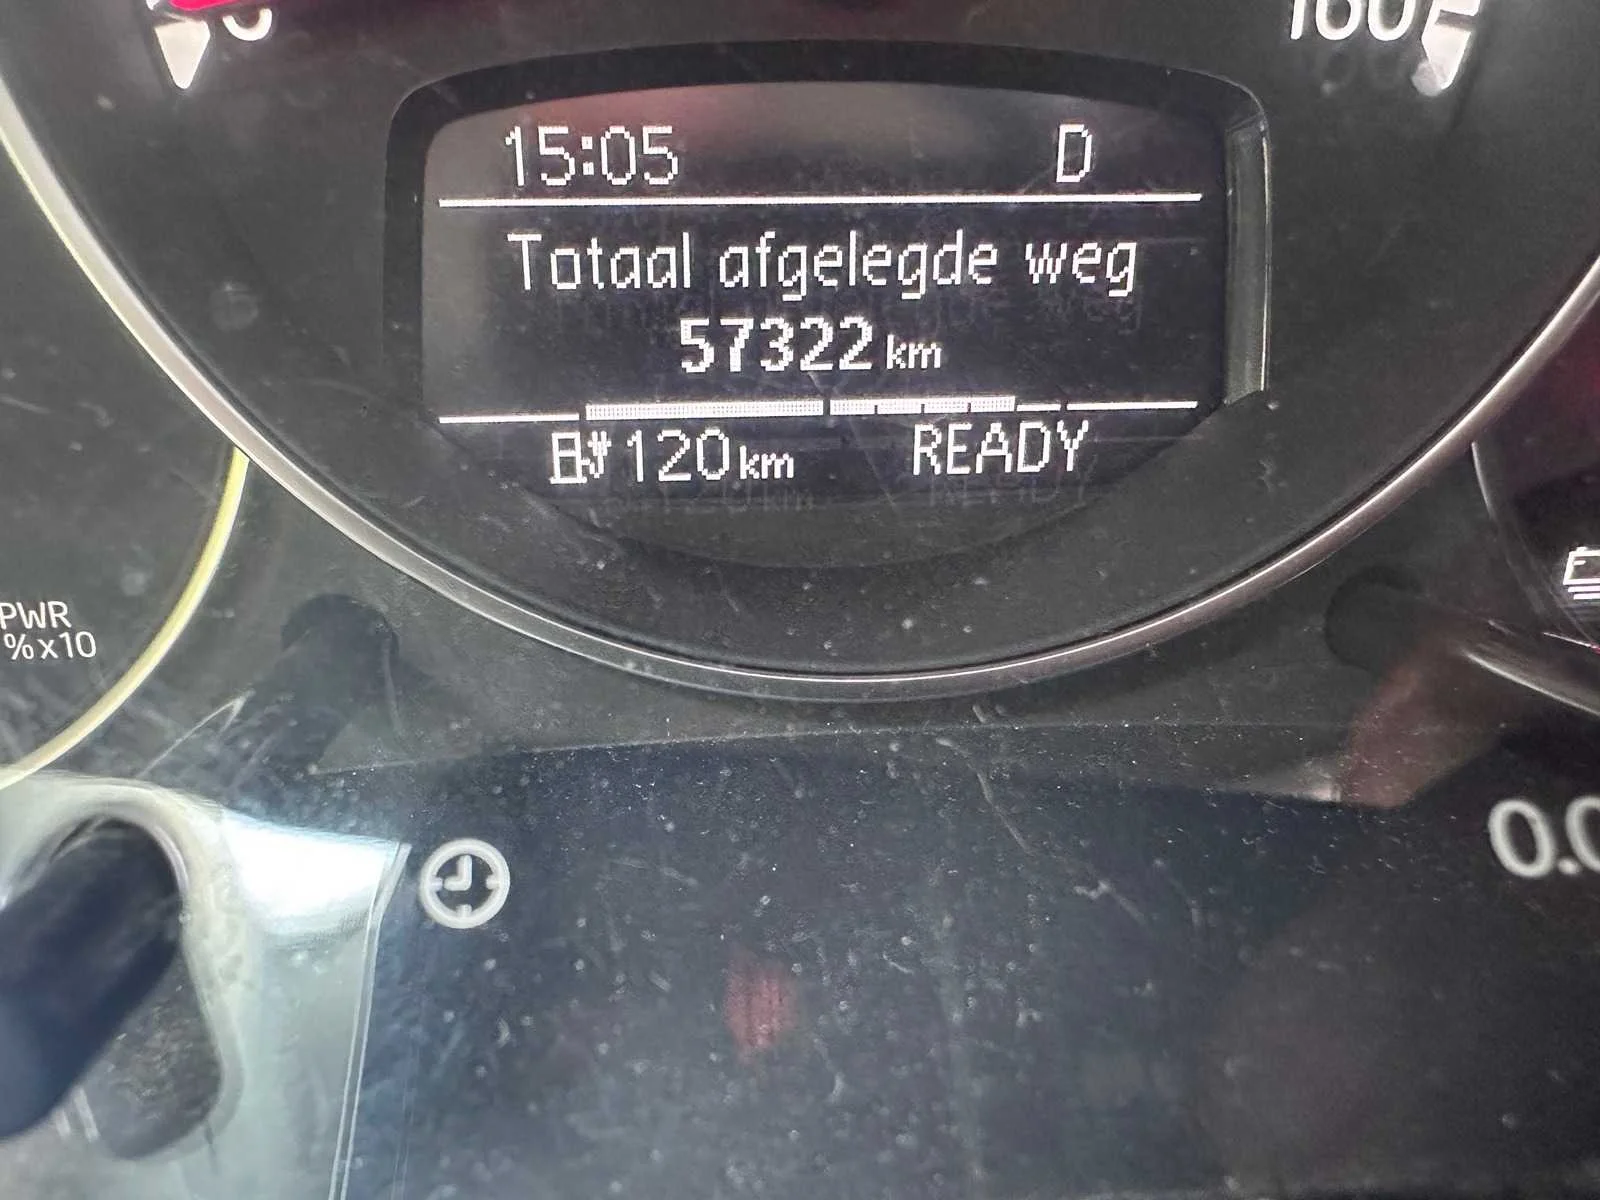 160
15:05 D
Totaal afgelegde weg
57322 km
120 km READY
PWR
%x10